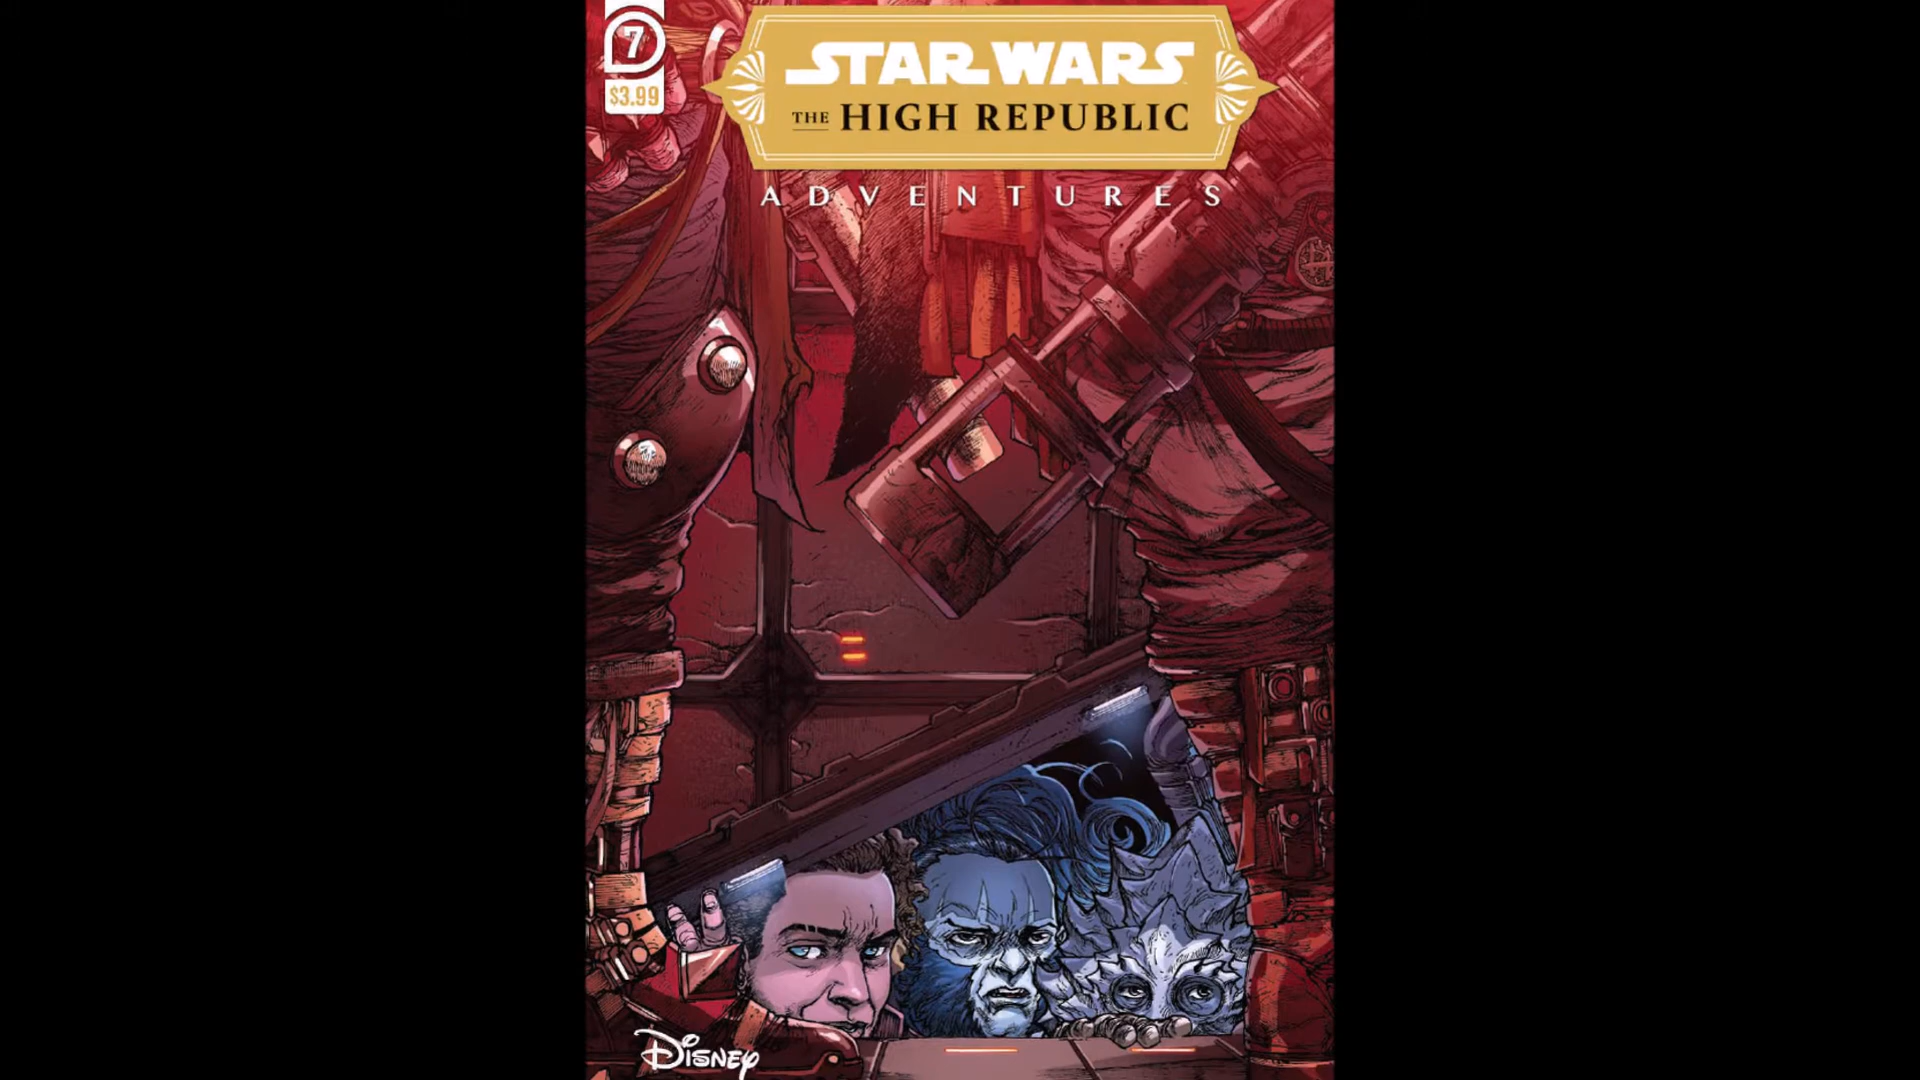 7
$3.99
STAR WARS
THE HIGH REPUBLIC
ADVENTURES
DISNEY